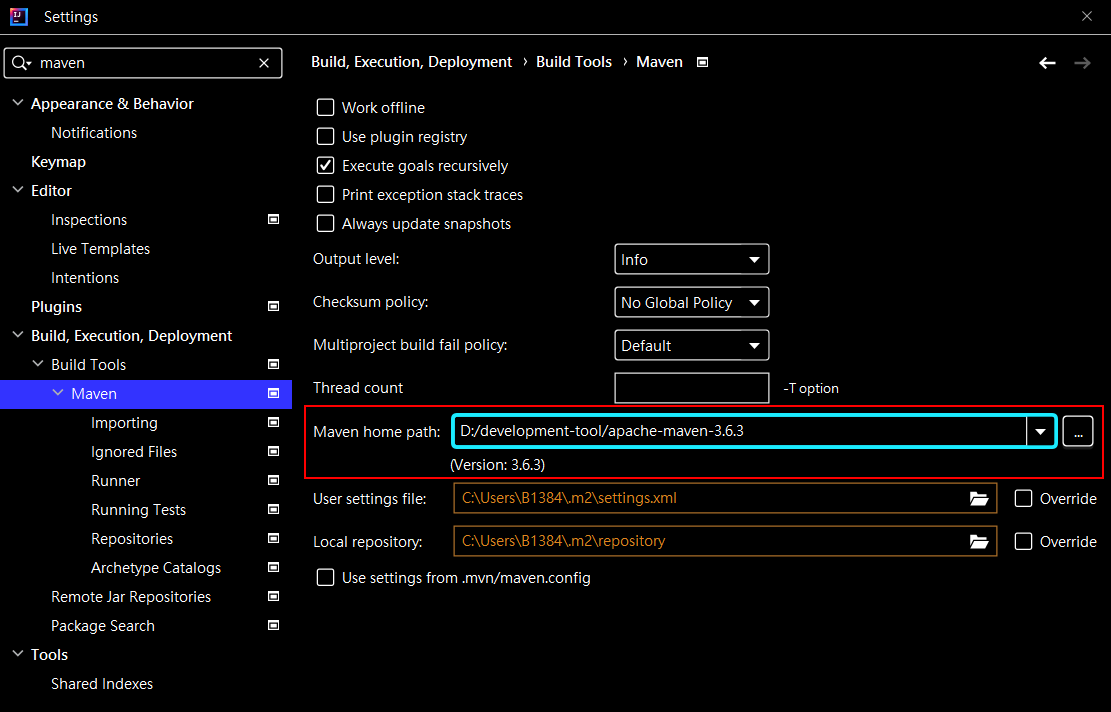 Settings
maven
Appearance & Behavior
Notifications
Keymap
Editor
Inspections
Live Templates
Intentions
Plugins
Build, Execution, Deployment
Build Tools
Maven
Importing
Ignored Files
Runner
Running Tests
Repositories
Archetype Catalogs
Remote Jar Repositories
Package Search
Tools
Shared Indexes
Build, Execution, Deployment › Build Tools › Maven
Work offline
Use plugin registry
Execute goals recursively
Print exception stack traces
Always update snapshots
Output level: Info
Checksum policy: No Global Policy
Multiproject build fail policy: Default
Thread count -T option
Maven home path: D:/development-tool/apache-maven-3.6.3 ...
(Version: 3.6.3)
User settings file: C:\Users\B1384\.m2\settings.xml Override
Local repository: C:\Users\B1384\.m2\repository Override
Use settings from .mvn/maven.config